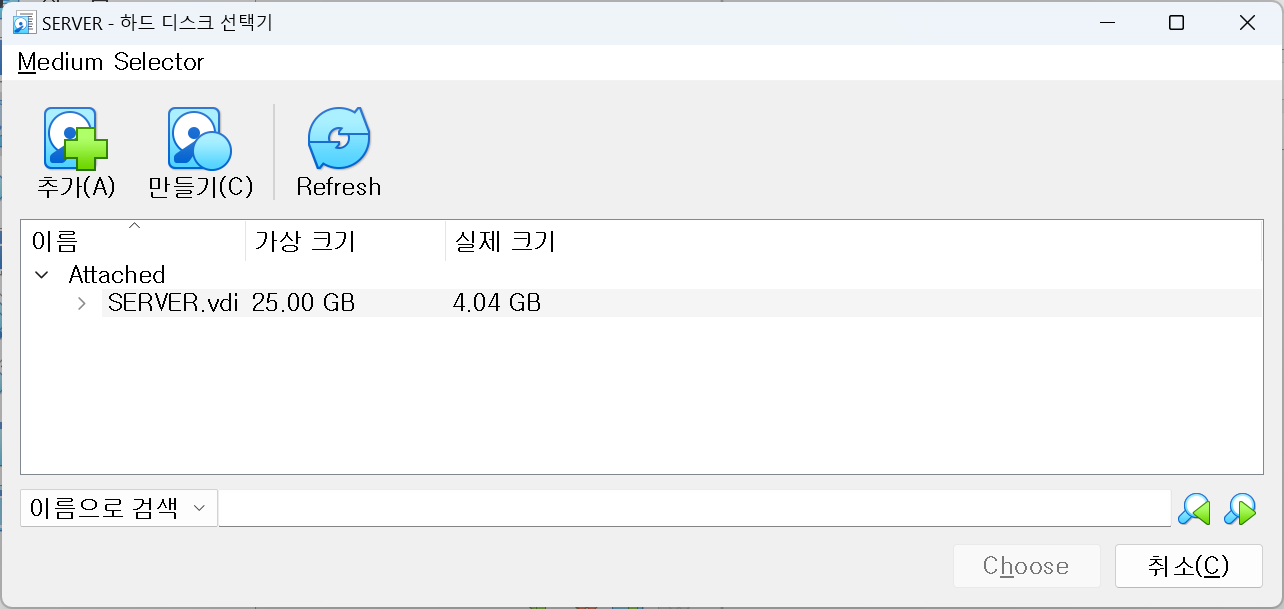 SERVER - 하드 디스크 선택기
Medium Selector
추가(A) 만들기(C) Refresh
이름 가상 크기 실제 크기
Attached
SERVER.vdi 25.00 GB 4.04 GB
이름으로 검색
Choose 취소(C)